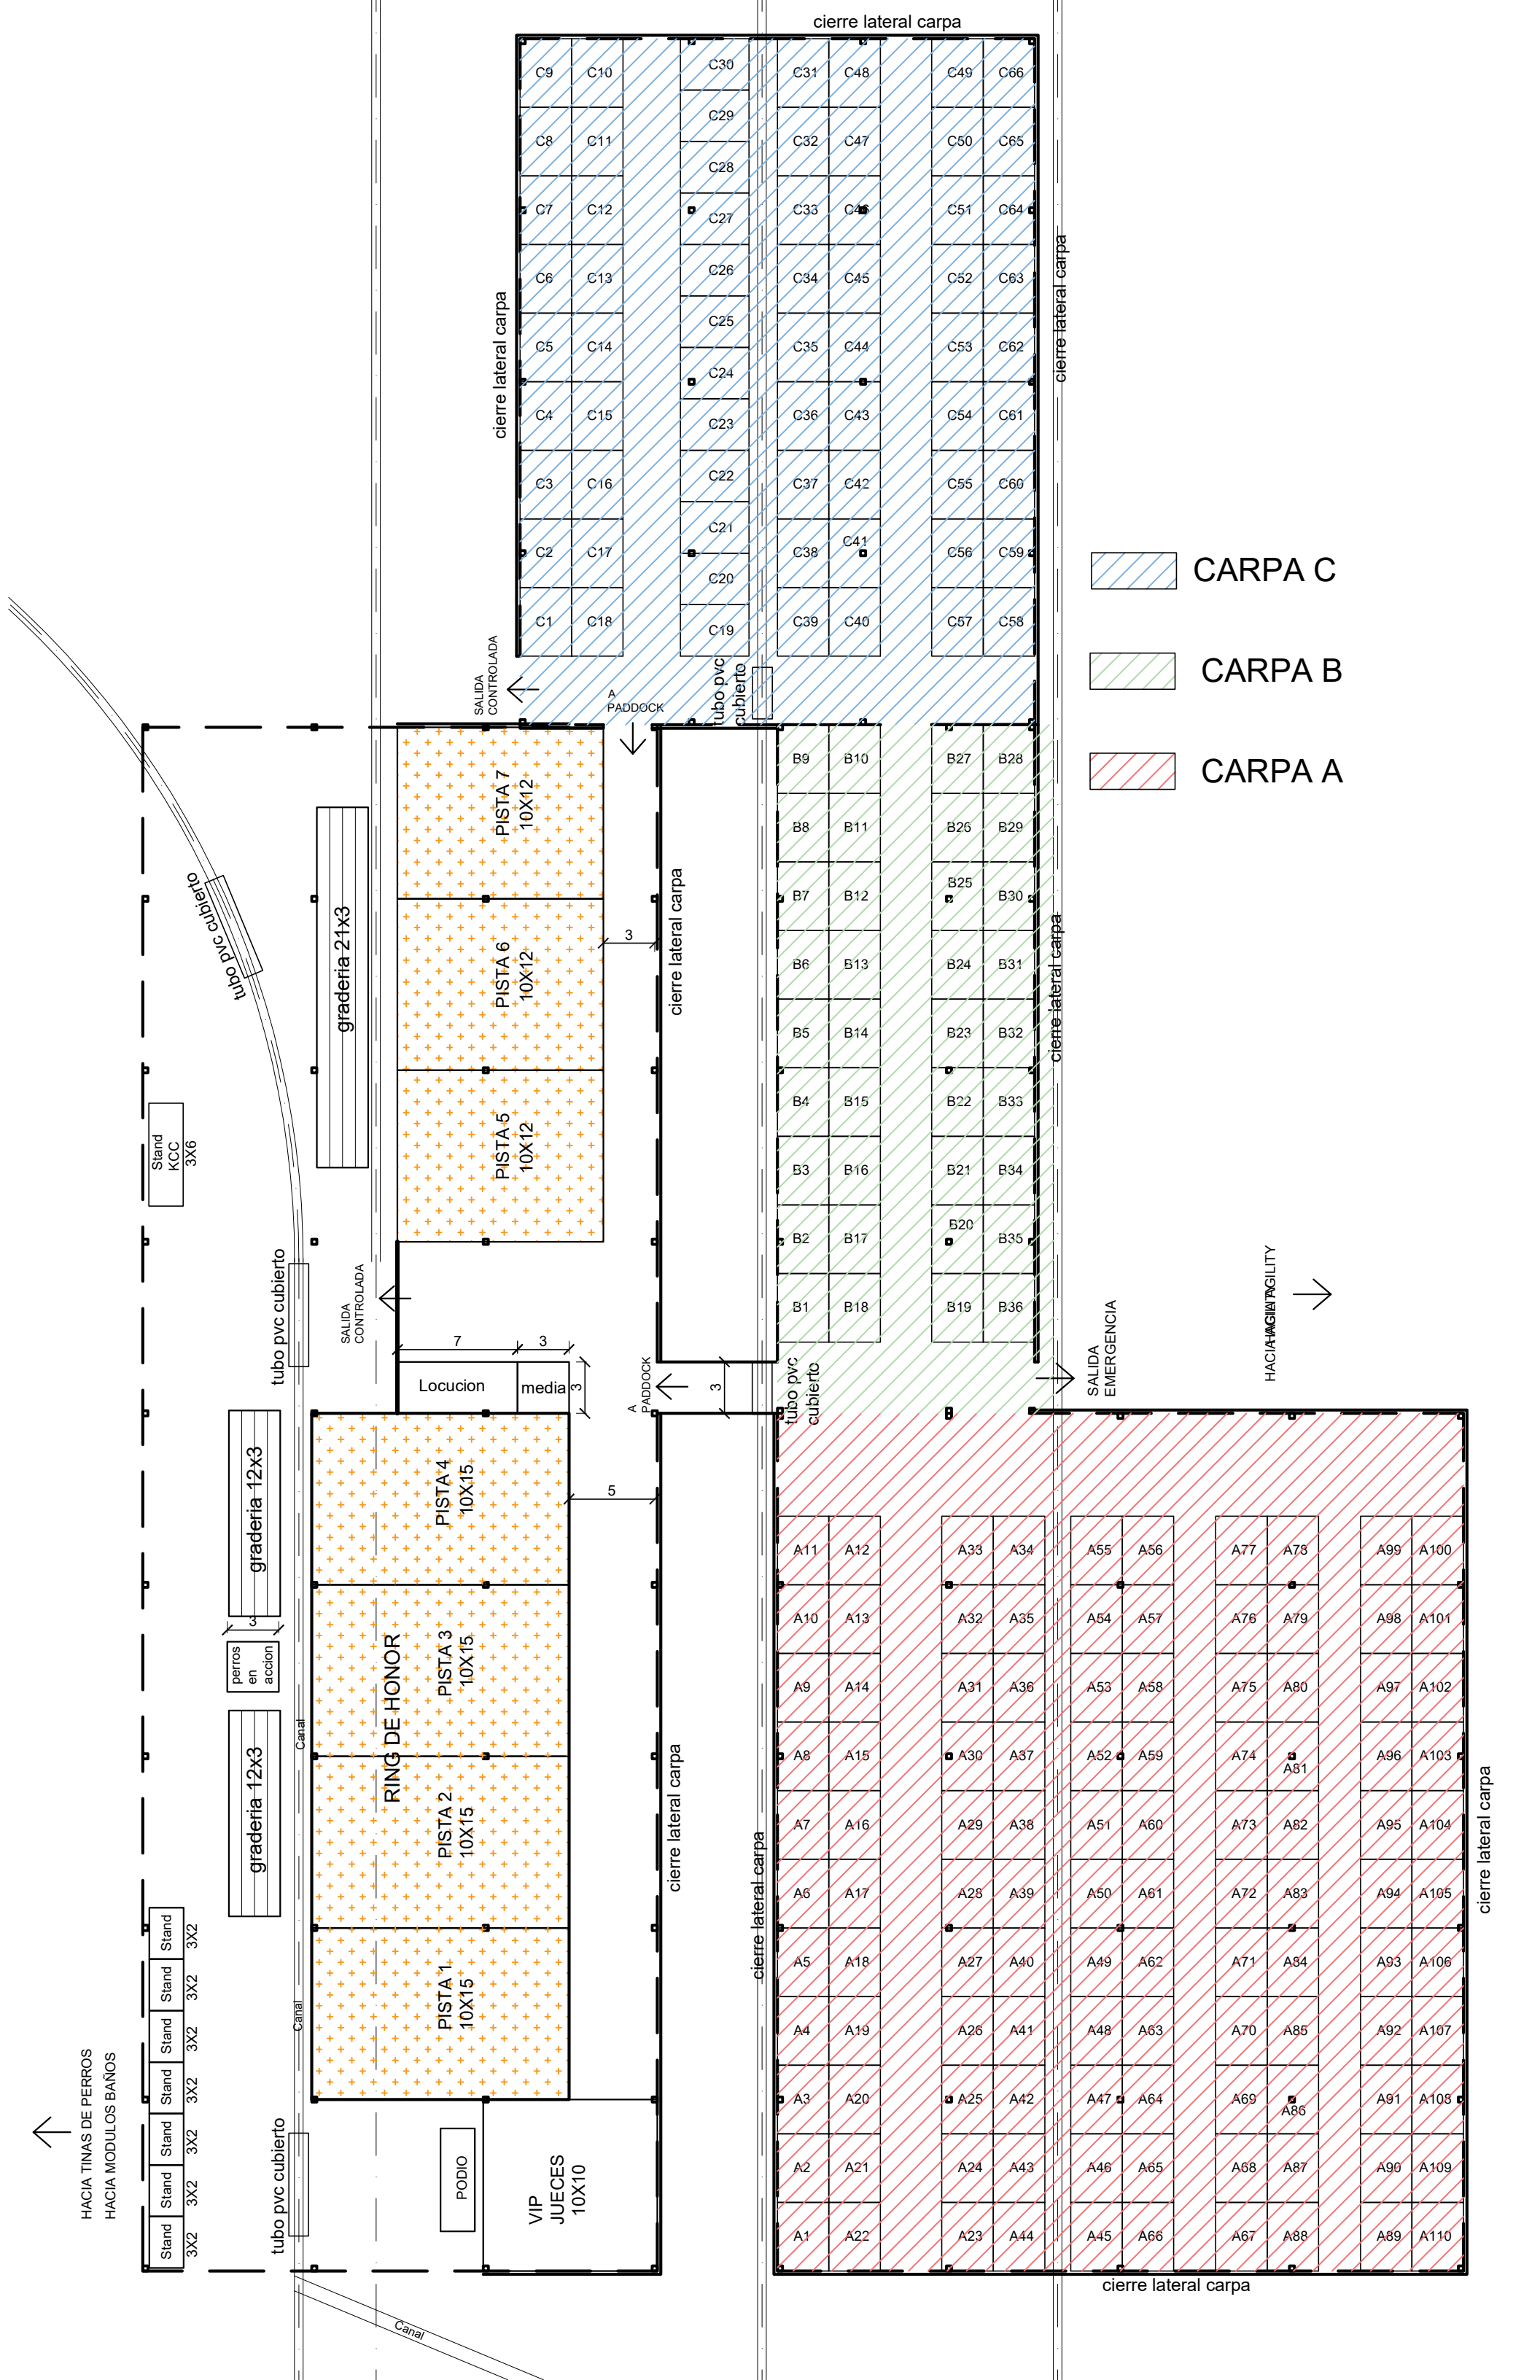 cierre lateral carpa
C9 C10 C30 C31 C48 C49 C66
C29
C8 C11 C32 C47 C50 C65
C28
C7 C12 C27 C33 C46 C51 C64
C6 C13 C26 C34 C45 C52 C63
cierre lateral carpa
cierre lateral carpa
C25
C5 C14 C35 C44 C53 C62
C24
C4 C15 C23 C36 C43 C54 C61
C3 C16 C22 C37 C42 C55 C60
C21
C2 C17 C38 C41 C56 C59
C20
C1 C18 C19 C39 C40 C57 C58
CARPA C
CARPA B
CARPA A
SALIDA
CONTROLADA
A
PADDOCK
tubo pvc
cubierto
B9 B10 B27 B28
B8 B11 B26 B29
B7 B12 B25 B30
B6 B13 B24 B31
B5 B14 B23 B32
B4 B15 B22 B33
B3 B16 B21 B34
B2 B17 B20 B35
B1 B18 B19 B36
cierre lateral carpa
cierre lateral carpa
PISTA 7
10X12
PISTA 6
10X12
PISTA 5
10X12
3
graderia 21x3
tubo pvc cubierto
Stand
KCC
3X6
tubo pvc cubierto
SALIDA
CONTROLADA
7
3
3
Locucion
media
A
PADDOCK
3
tubo pvc
cubierto
SALIDA
EMERGENCIA
HACIA AGILITY
5
PISTA 4
10X15
PISTA 3
10X15
RING DE HONOR
PISTA 2
10X15
PISTA 1
10X15
graderia 12x3
3
perros
en
accion
graderia 12x3
Canal
Canal
cierre lateral carpa
cierre lateral carpa
cierre lateral carpa
A11 A12 A33 A34 A55 A56 A77 A78 A99 A100
A10 A13 A32 A35 A54 A57 A76 A79 A98 A101
A9 A14 A31 A36 A53 A58 A75 A80 A97 A102
A8 A15 A30 A37 A52 A59 A74 A81 A96 A103
A7 A16 A29 A38 A51 A60 A73 A82 A95 A104
A6 A17 A28 A39 A50 A61 A72 A83 A94 A105
A5 A18 A27 A40 A49 A62 A71 A84 A93 A106
A4 A19 A26 A41 A48 A63 A70 A85 A92 A107
A3 A20 A25 A42 A47 A64 A69 A86 A91 A108
A2 A21 A24 A43 A46 A65 A68 A87 A90 A109
A1 A22 A23 A44 A45 A66 A67 A88 A89 A110
Stand
3X2
Stand
3X2
Stand
3X2
Stand
3X2
Stand
3X2
Stand
3X2
Stand
3X2
HACIA TINAS DE PERROS
HACIA MODULOS BAÑOS
tubo pvc cubierto
PODIO
VIP
JUECES
10X10
cierre lateral carpa
Canal